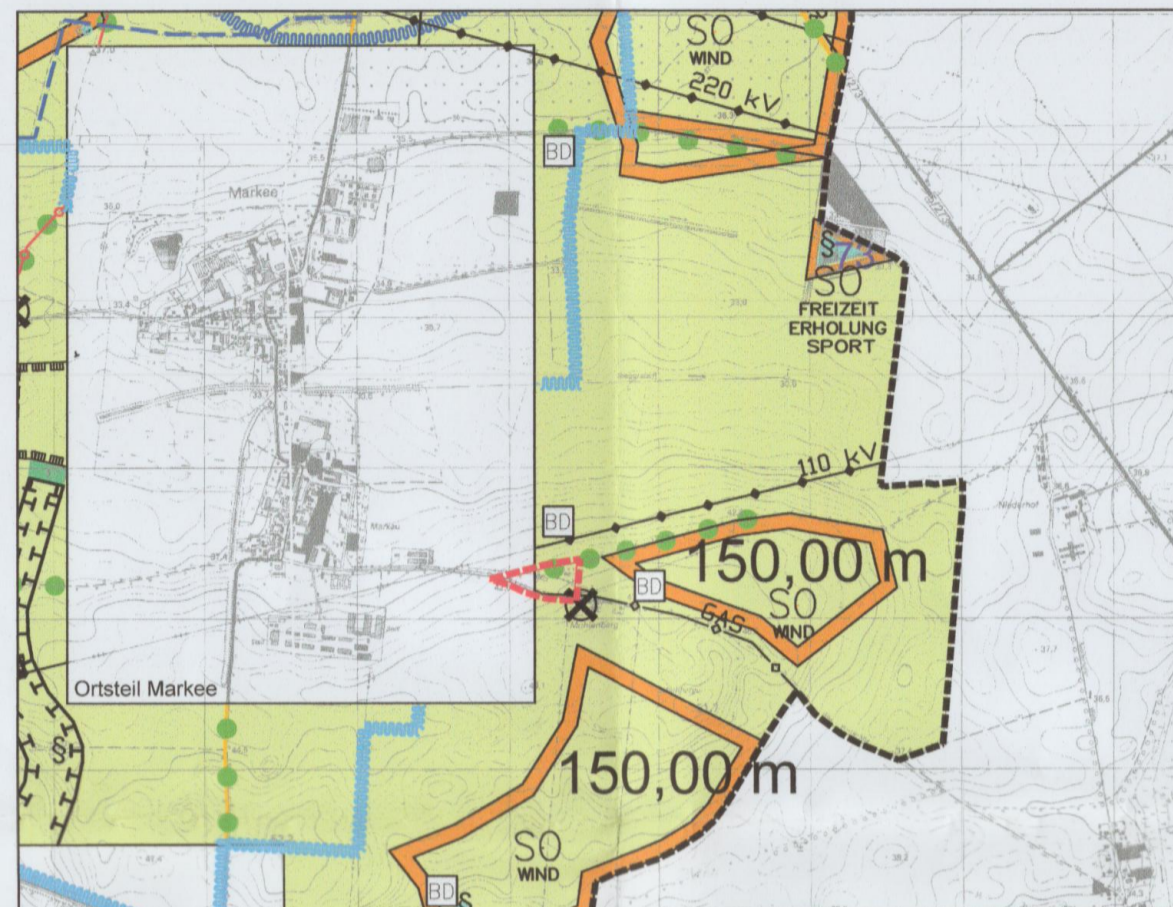 SO
WIND
220 kV
BD
Markee
§
SO
FREIZEIT
ERHOLUNG
SPORT
110 kV
BD
150,00 m
BD
SO
WIND
GAS
Markau
Ortsteil Markee
§
150,00 m
SO
WIND
BD
§